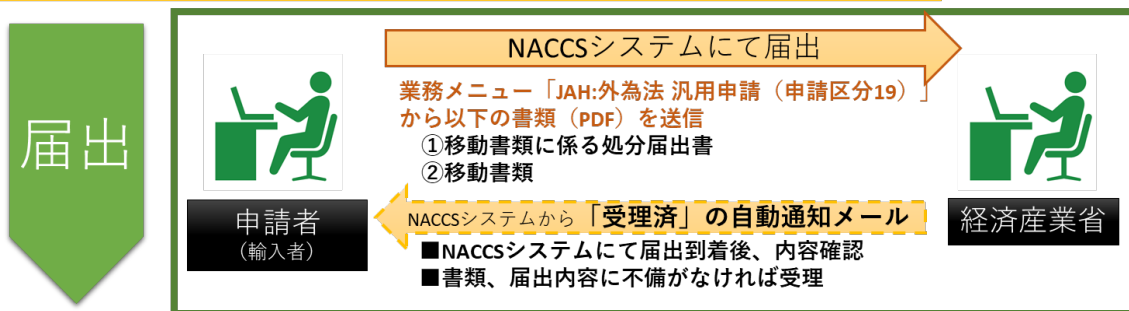 届出
NACCSシステムにて届出
業務メニュー「JAH:外為法 汎用申請（申請区分19）」
から以下の書類（PDF）を送信
①移動書類に係る処分届出書
②移動書類
申請者
（輸入者）
NACCSシステムから「受理済」の自動通知メール
■NACCSシステムにて届出到着後、内容確認
■書類、届出内容に不備がなければ受理
経済産業省